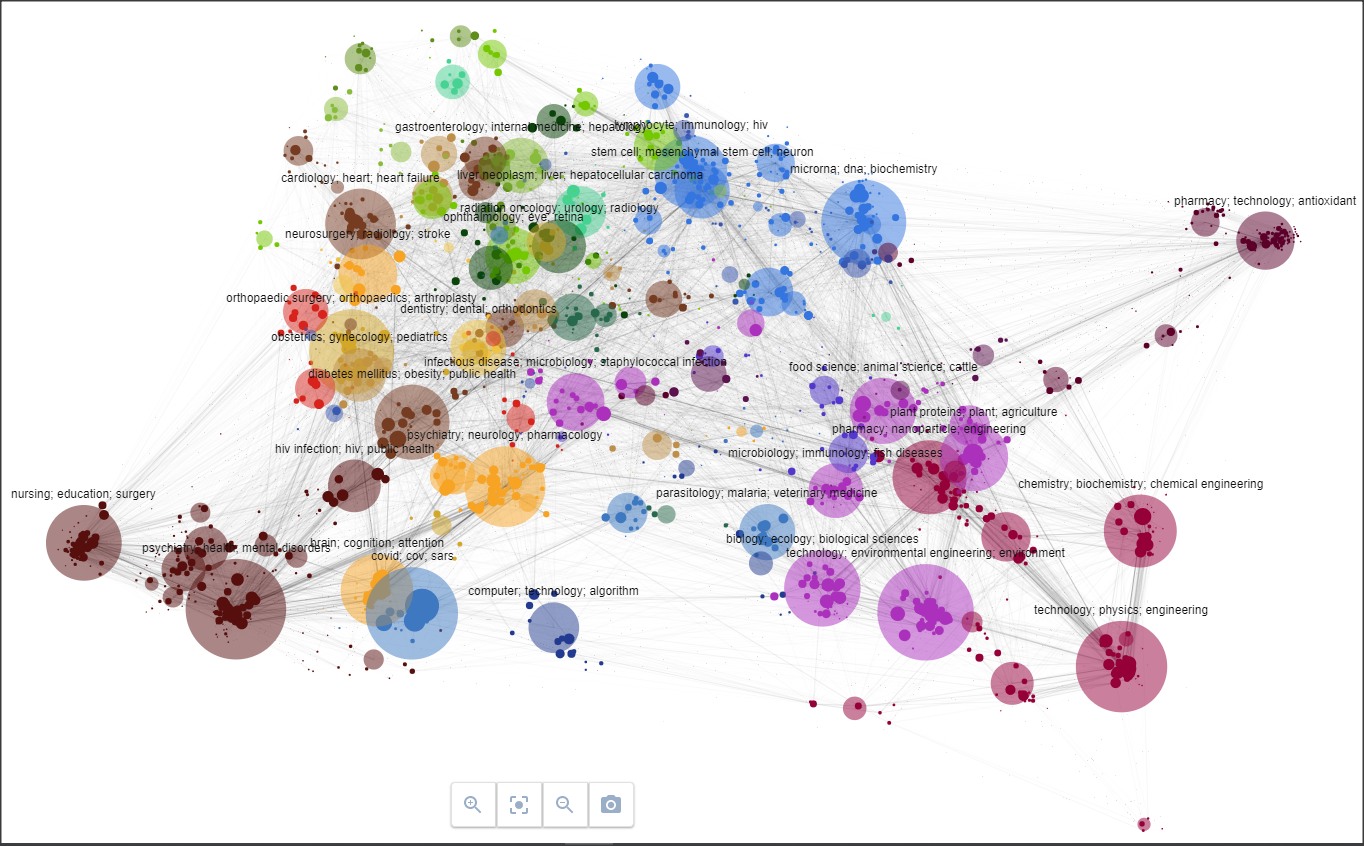 gastroenterology; internal medicine; hepatology
lymphocyte; immunology; hiv
stem cell; mesenchymal stem cell; neuron
microrna; dna; biochemistry
cardiology; heart; heart failure
liver neoplasm; liver; hepatocellular carcinoma
pharmacy; technology; antioxidant
radiation oncology; urology; radiology
ophthalmology; eye; retina
neurosurgery; radiology; stroke
orthopaedic surgery; orthopaedics; arthroplasty
dentistry; dental; orthodontics
obstetrics; gynecology; pediatrics
infectious disease; microbiology; staphylococcal infection
food science; animal science; cattle
diabetes mellitus; obesity; public health
plant proteins; plant; agriculture
pharmacy; nanoparticle; engineering
psychiatry; neurology; pharmacology
hiv infection; hiv; public health
microbiology; immunology; fish diseases
chemistry; biochemistry; chemical engineering
nursing; education; surgery
parasitology; malaria; veterinary medicine
brain; cognition; attention
biology; ecology; biological sciences
psychiatry; health; mental disorders
covid; cov; sars
technology; environmental engineering; environment
computer; technology; algorithm
technology; physics; engineering